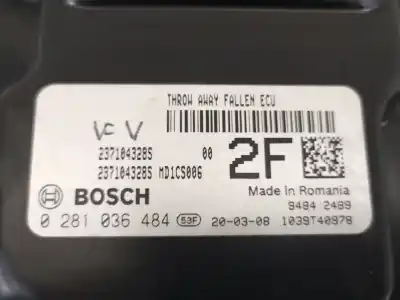 THROW AWAY FALLEN ECU
VC V
237104328S 00
237104328S MD1CS006
2F
BOSCH
Made in Romania
9484 2489
0 281 036 484 53F 20-03-08 1039T40978